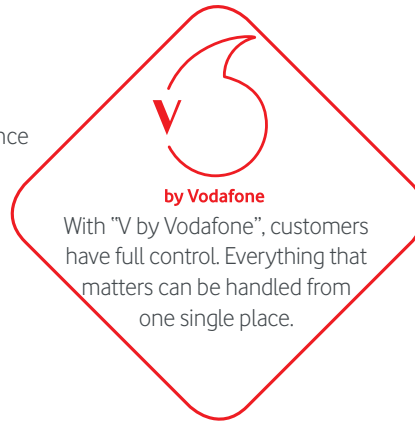 nce
V
by Vodafone
With “V by Vodafone”, customers
have full control. Everything that
matters can be handled from
one single place.